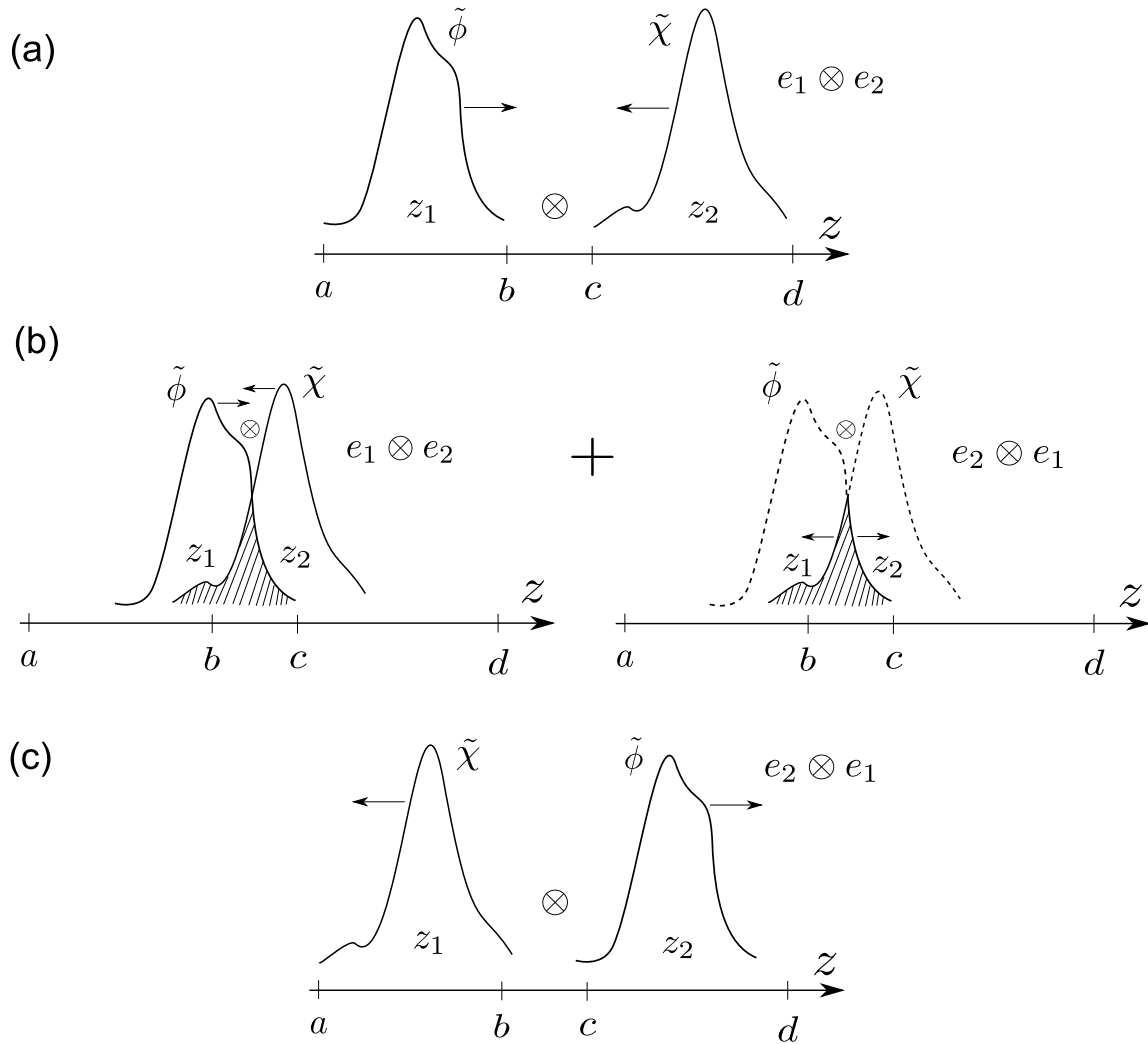 (a)
ϕ̃ χ̃ e₁ ⊗ e₂
z₁ ⊗ z₂ z
a b c d
(b)
ϕ̃ χ̃ ϕ̃ χ̃
⊗ e₁ ⊗ e₂ + ⊗ e₂ ⊗ e₁
z₁ z₂ z₁ z₂
z z
a b c d a b c d
(c)
χ̃ ϕ̃ e₂ ⊗ e₁
z₁ ⊗ z₂ z
a b c d